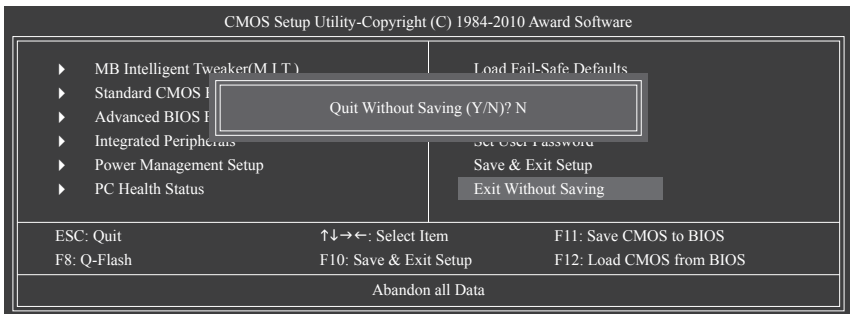 CMOS Setup Utility-Copyright (C) 1984-2010 Award Software
MB Intelligent Tweaker(M.I.T.)
Standard CMOS
Advanced BIOS
Integrated Peripherals
Power Management Setup
PC Health Status
Load Fail-Safe Defaults
Set User Password
Save & Exit Setup
Exit Without Saving
Quit Without Saving (Y/N)? N
ESC: Quit ↑↓→←: Select Item F11: Save CMOS to BIOS
F8: Q-Flash F10: Save & Exit Setup F12: Load CMOS from BIOS
Abandon all Data